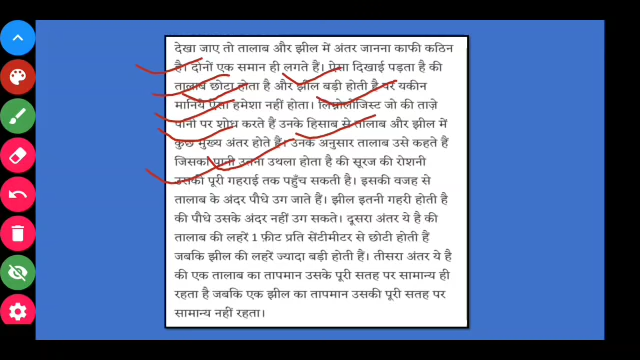 देखा जाए तो तालाब और झील में अंतर जानना काफी कठिन
है। दोनों एक समान ही लगते हैं। ऐसा दिखाई पड़ता है की
तालाब छोटा होता है और झील बड़ी होती है पर यकीन
मानिये ऐसा हमेशा नहीं होता। लिम्नोलोजिस्ट जो की ताज़े
पानी पर शोध करते हैं उनके हिसाब से तालाब और झील में
कुछ मुख्य अंतर होते हैं। उनके अनुसार तालाब उसे कहते हैं
जिसका पानी उतना उथला होता है की सूरज की रोशनी
उसकी पूरी गहराई तक पहुँच सकती है। इसकी वजह से
तालाब के अंदर पौधे उग जाते हैं। झील इतनी गहरी होती है
की पौधे उसके अंदर नहीं उग सकते। दूसरा अंतर ये है की
तालाब की लहरें 1 फ़ीट प्रति सेंटीमीटर से छोटी होती हैं
जबकि झील की लहरें ज्यादा बड़ी होती हैं। तीसरा अंतर ये है
की एक तालाब का तापमान उसके पूरी सतह पर सामान्य ही
रहता है जबकि एक झील का तापमान उसकी पूरी सतह पर
सामान्य नहीं रहता।